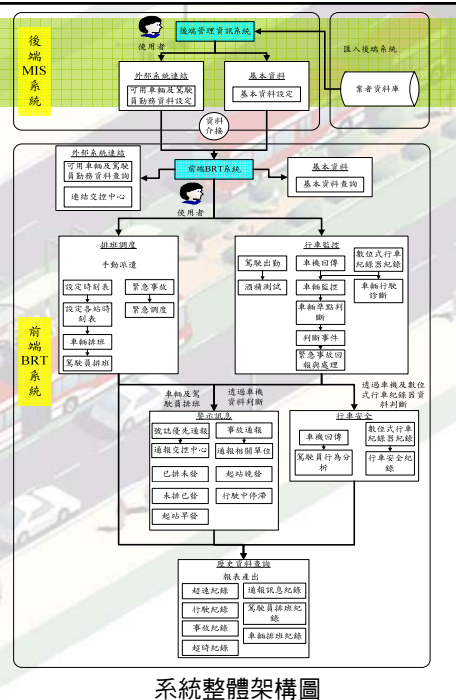 後
端
MIS
系
統
後端管理資訊系統
使用者
外部系統連結
可用車輛及駕駛
員勤務資料設定
基本資料
基本資料設定
資料
介接
匯入後端系統
業者資料庫
前
端
BRT
系
統
外部系統連結
可用車輛及駕駛
員勤務資料查詢
連結交控中心
前端BRT系統
使用者
基本資料
基本資料查詢
排班調度
手動派遣
設定時刻表
設定各站時
刻表
車輛排班
駕駛員排班
緊急事故
緊急調度
行車監控
駕駛出勤
酒精測試
車機回傳
車輛監控
車輛準點判
斷
判斷事件
緊急事故回
報與處理
數位式行車
紀錄器紀錄
車輛行駛
診斷
車輛及駕
駛員排班
透過車機
資料判斷
透過車機及數位
式行車紀錄器資
料判斷
警示訊息
號誌優先通報
通報交控中心
已排未發
未排已發
起站早發
事故通報
通報相關單位
起站晚發
行駛中停滯
行車安全
車機回傳
駕駛員行為分
析
數位式行車
紀錄器紀錄
行車安全紀
錄
歷史資料查詢
報表產出
超速紀錄
行駛紀錄
事故紀錄
超時紀錄
通報訊息紀錄
駕駛員排班紀
錄
車輛排班紀錄
系統整體架構圖